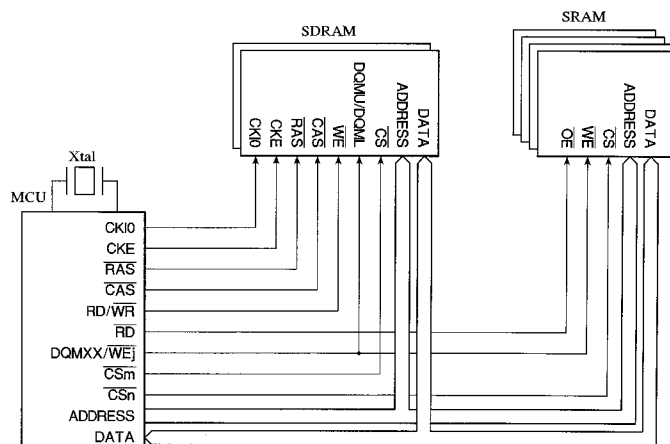 SDRAM
SRAM
CKI0
CKE
RAS
CAS
WE
DQMU/DQML
CS
ADDRESS
DATA
OE
WE
CS
ADDRESS
DATA
Xtal
MCU
CKI0
CKE
RAS
CAS
RD/WR
RD
DQMXX/WEj
CSm
CSn
ADDRESS
DATA